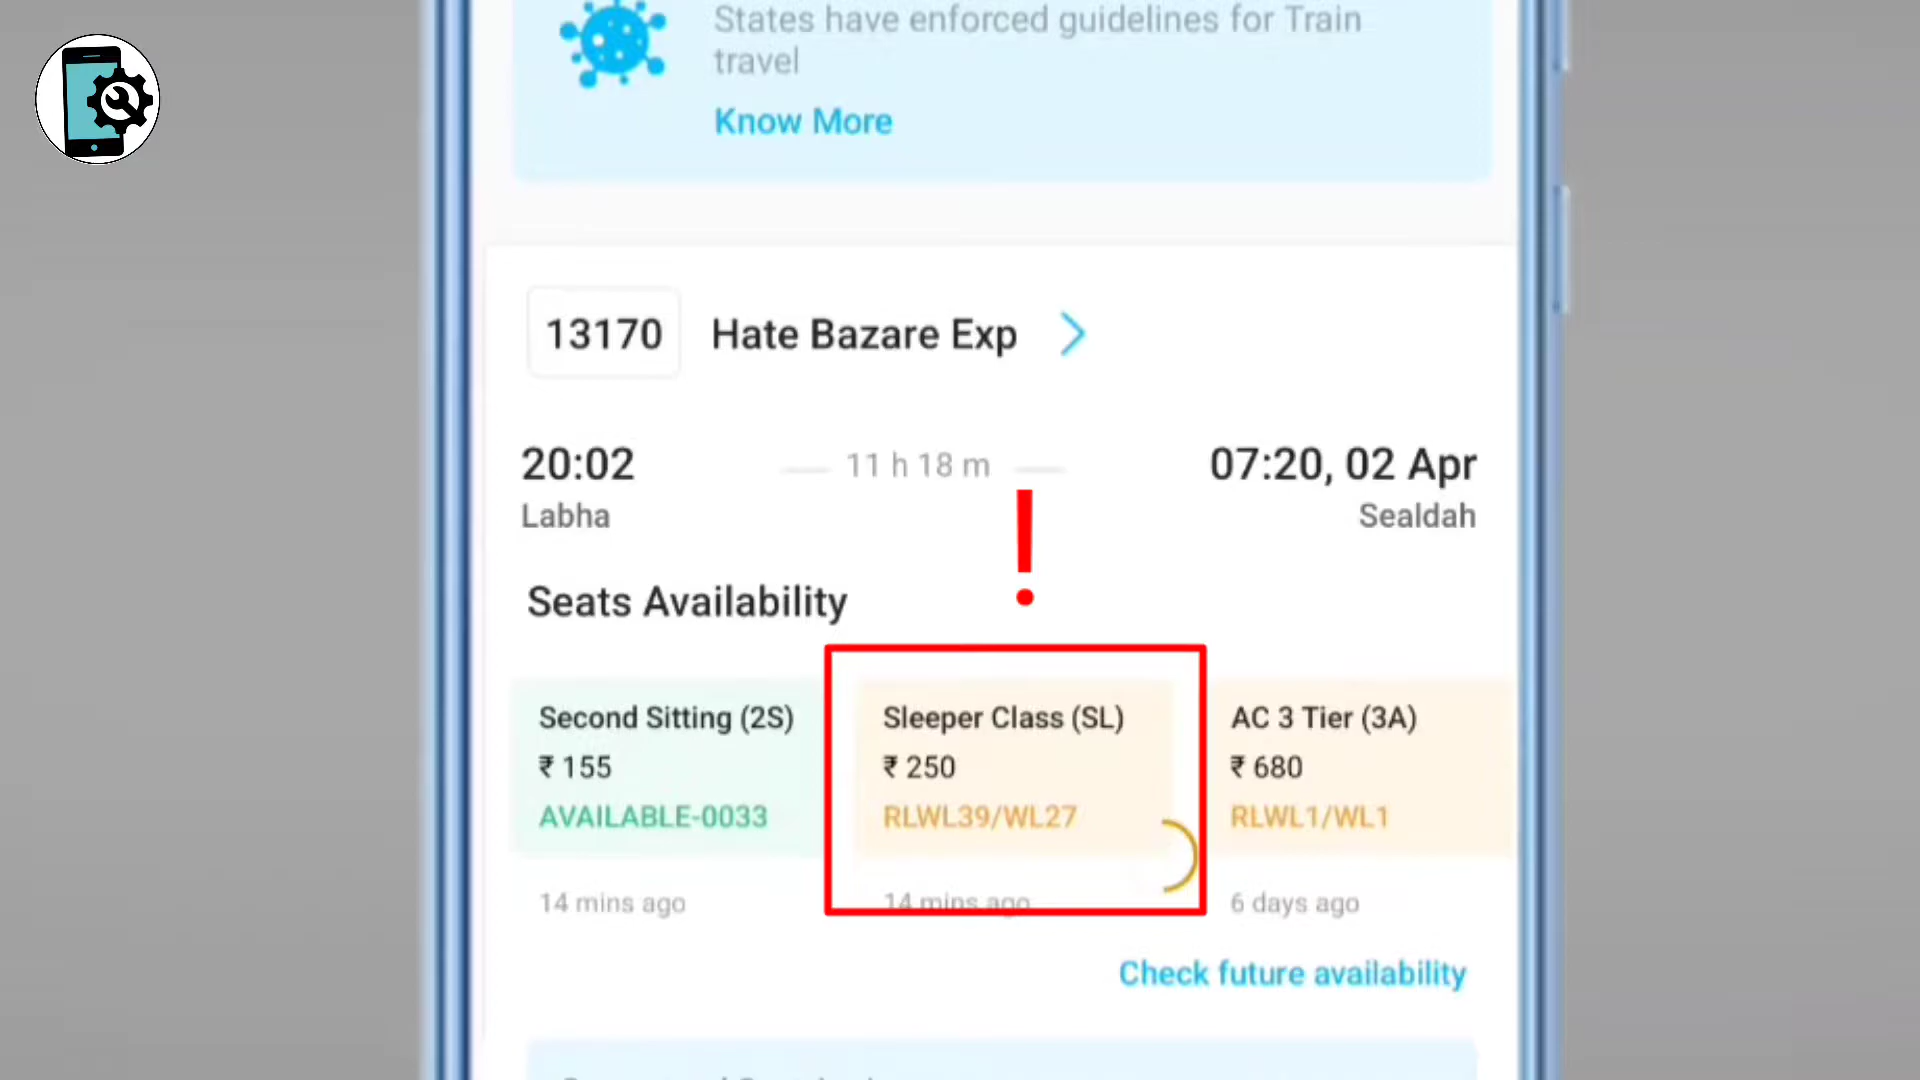 States have enforced guidelines for Train
travel
Know More
13170 Hate Bazare Exp
20:02 11 h 18 m 07:20, 02 Apr
Labha Sealdah
Seats Availability
Second Sitting (2S) Sleeper Class (SL) AC 3 Tier (3A)
₹ 155 ₹ 250 ₹ 680
AVAILABLE-0033 RLWL39/WL27 RLWL1/WL1
14 mins ago 14 mins ago 6 days ago
Check future availability